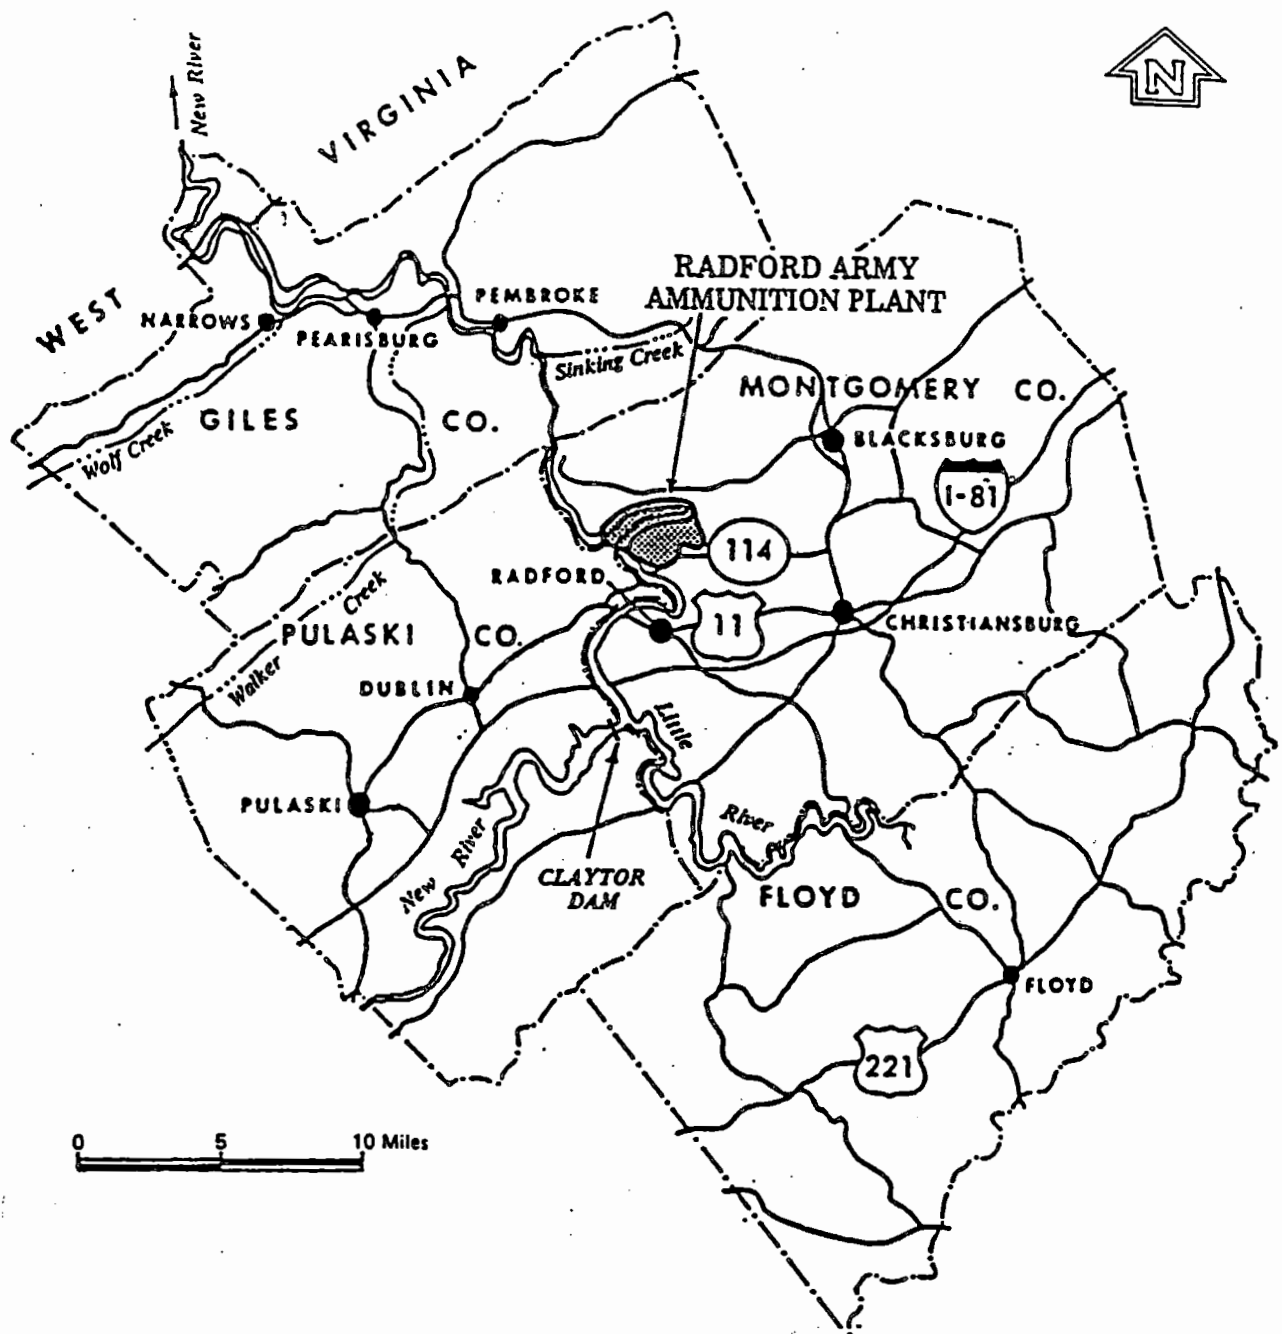 New River
VIRGINIA
N
WEST
RADFORD ARMY
AMMUNITION PLANT
PEMBROKE
NARROWS
PEARISBURG
Sinking Creek
MONTGOMERY CO.
GILES CO.
Wolf Creek
BLACKSBURG
I-81
114
RADFORD
Walker Creek
11
CHRISTIANSBURG
PULASKI CO.
DUBLIN
Little River
PULASKI
New River
CLAYTOR
DAM
FLOYD CO.
FLOYD
221
0 5 10 Miles